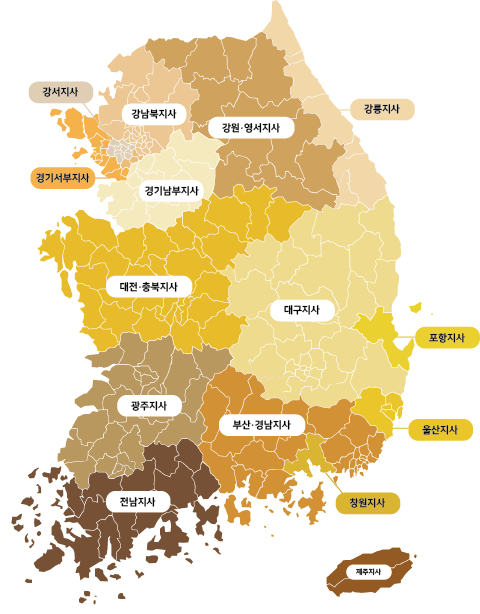 강서지사
강남북지사
강릉지사
강원·영서지사
경기서부지사
경기남부지사
대전·충북지사
대구지사
포항지사
광주지사
부산·경남지사
울산지사
전남지사
창원지사
제주지사